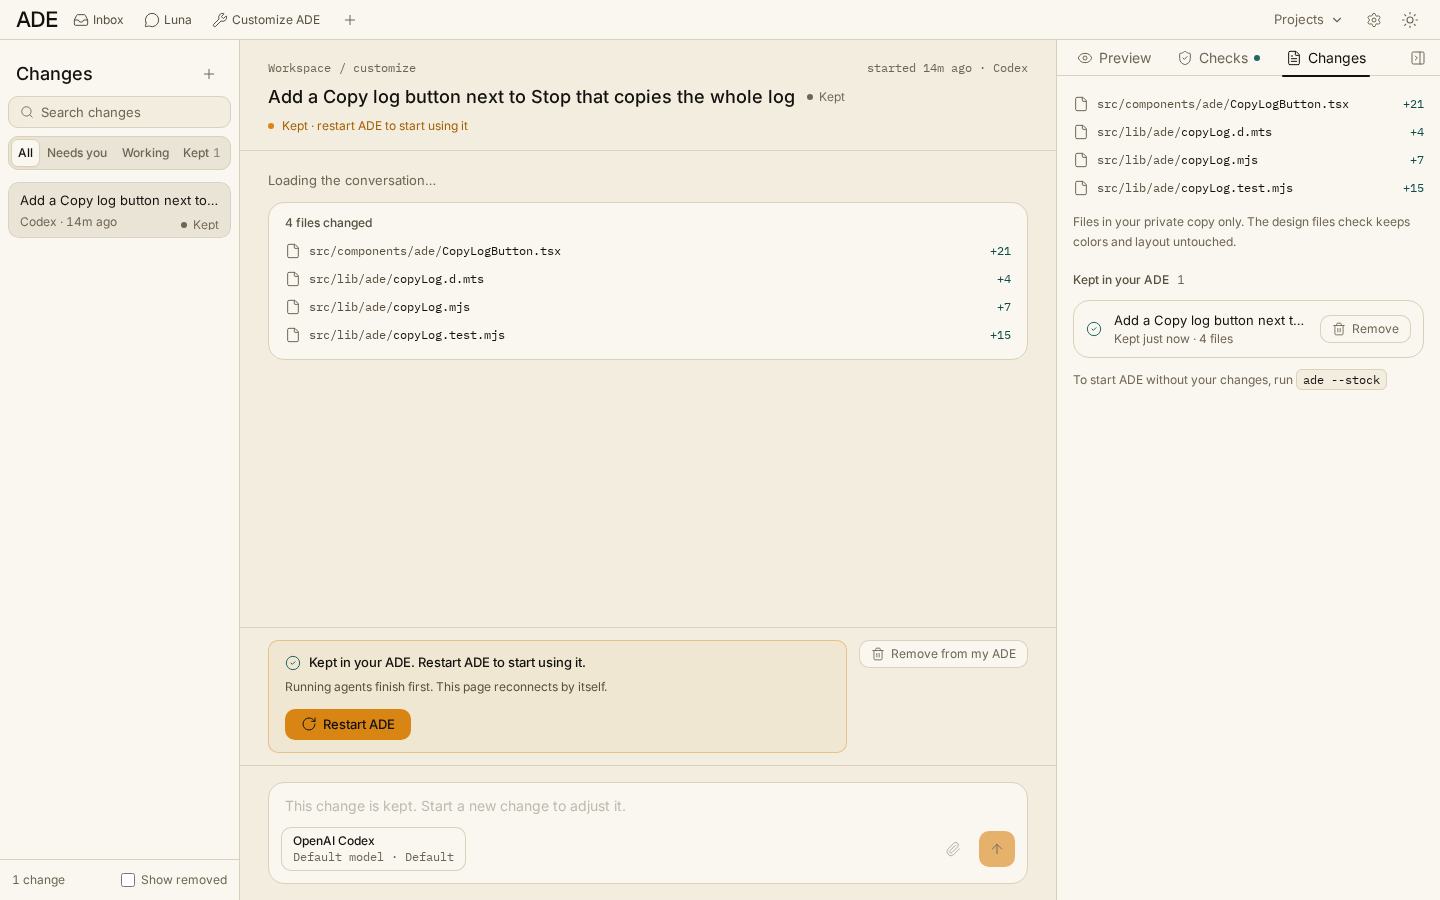 ADE
Inbox
Luna
Customize ADE
Projects
Changes
Search changes
All
Needs you
Working
Kept 1
Add a Copy log button next to...
Codex · 14m ago
Kept
1 change
Show removed
Workspace / customize
started 14m ago · Codex
Add a Copy log button next to Stop that copies the whole log
Kept
Kept · restart ADE to start using it
Loading the conversation...
4 files changed
src/components/ade/CopyLogButton.tsx +21
src/lib/ade/copyLog.d.mts +4
src/lib/ade/copyLog.mjs +7
src/lib/ade/copyLog.test.mjs +15
Kept in your ADE. Restart ADE to start using it.
Running agents finish first. This page reconnects by itself.
Restart ADE
Remove from my ADE
This change is kept. Start a new change to adjust it.
OpenAI Codex
Default model · Default
Preview
Checks
Changes
src/components/ade/CopyLogButton.tsx +21
src/lib/ade/copyLog.d.mts +4
src/lib/ade/copyLog.mjs +7
src/lib/ade/copyLog.test.mjs +15
Files in your private copy only. The design files check keeps
colors and layout untouched.
Kept in your ADE 1
Add a Copy log button next t...
Kept just now · 4 files
Remove
To start ADE without your changes, run ade --stock